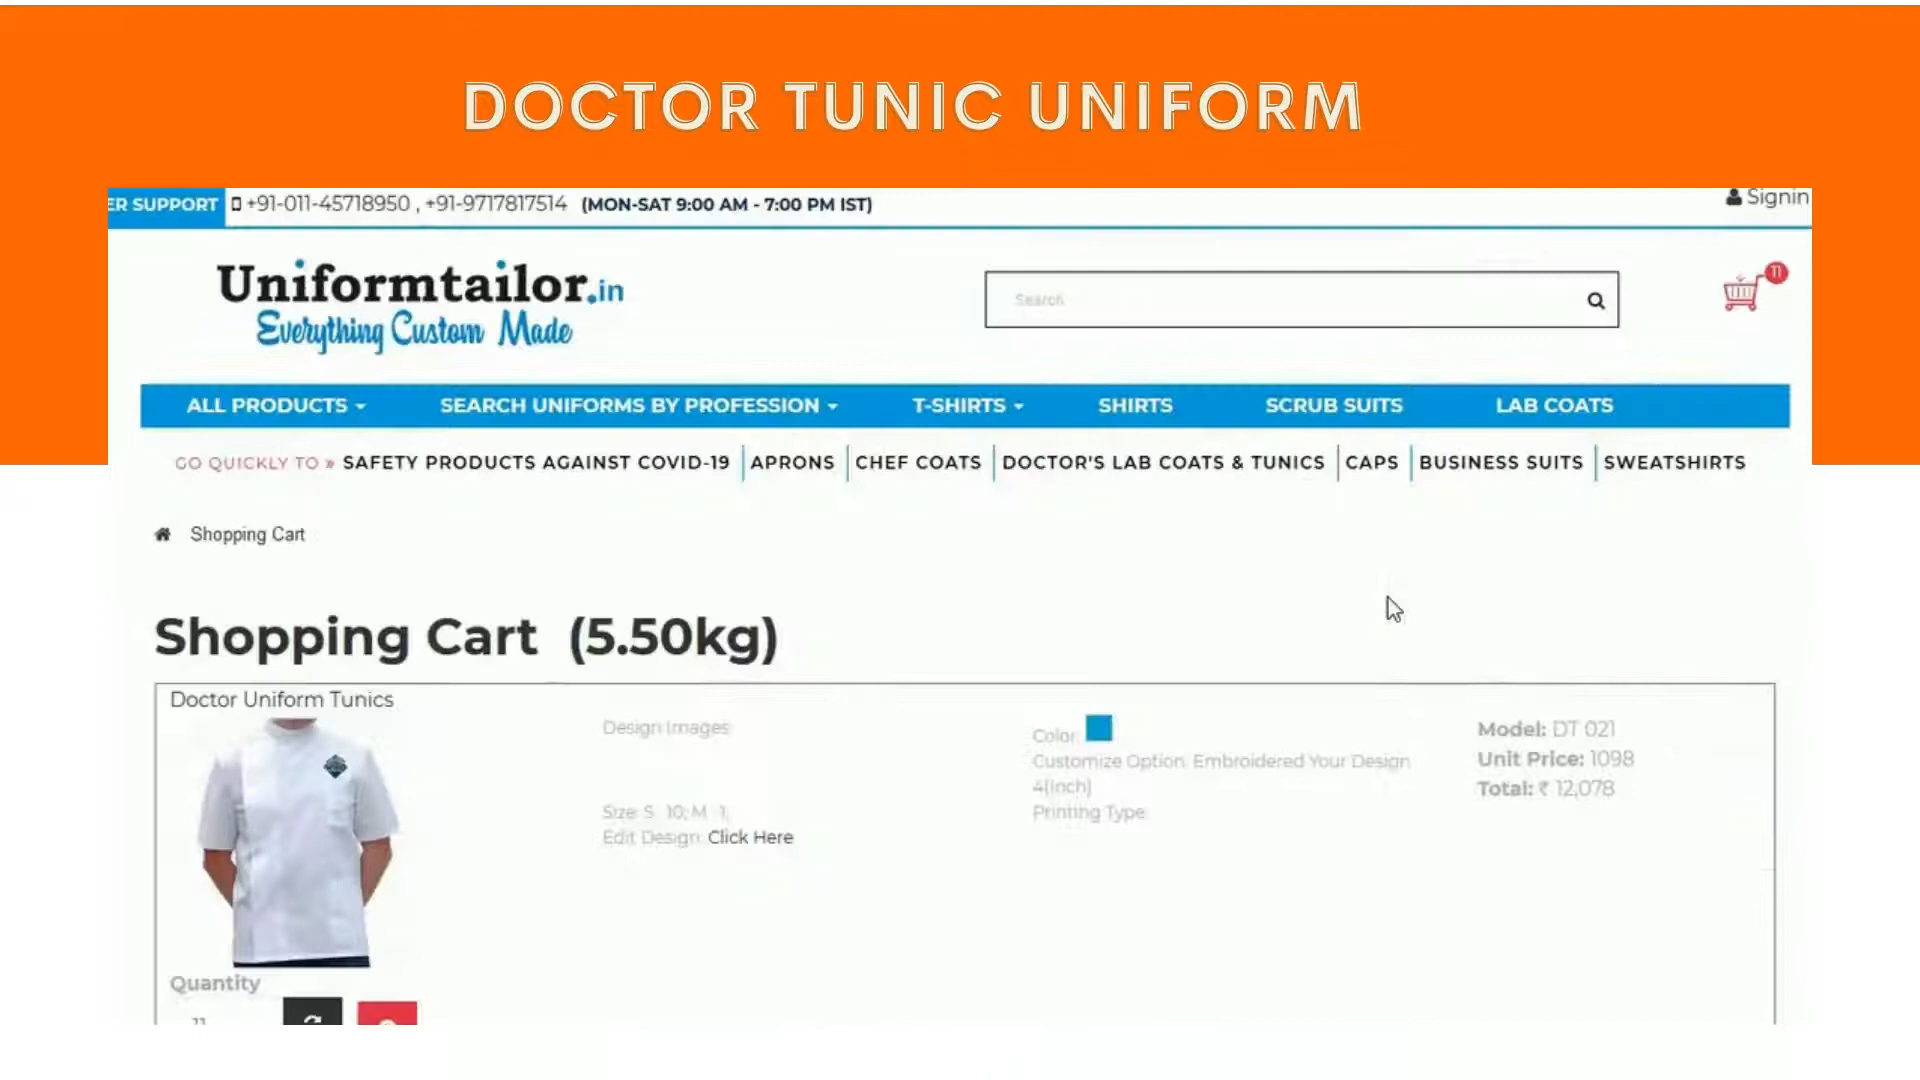 DOCTOR TUNIC UNIFORM
ER SUPPORT +91-011-45718950 , +91-9717817514 (MON-SAT 9:00 AM - 7:00 PM IST) Signin
Uniformtailor.in
Everything Custom Made
Search
11
ALL PRODUCTS SEARCH UNIFORMS BY PROFESSION T-SHIRTS SHIRTS SCRUB SUITS LAB COATS
GO QUICKLY TO » SAFETY PRODUCTS AGAINST COVID-19 APRONS CHEF COATS DOCTOR'S LAB COATS & TUNICS CAPS BUSINESS SUITS SWEATSHIRTS
Shopping Cart
Shopping Cart (5.50kg)
Doctor Uniform Tunics
Design Images:
Size: S 10; M 1;
Edit Design: Click Here
Color:
Customize Option: Embroidered Your Design
4(Inch)
Printing Type:
Model: DT 021
Unit Price: 1098
Total: ₹ 12,078
Quantity
11